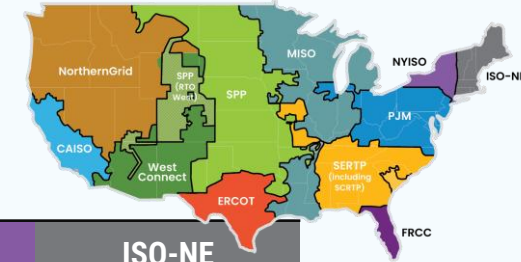 NorthernGrid
SPP
(RTO
West)
SPP
MISO
NYISO
ISO-NE
PJM
CAISO
West
Connect
SERTP
(Including
SCRTP)
ERCOT
FRCC
ISO-NE